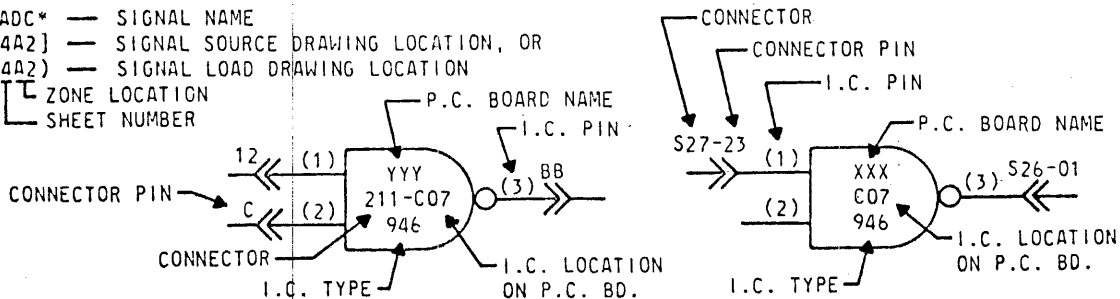 ADC* — SIGNAL NAME
4A2] — SIGNAL SOURCE DRAWING LOCATION, OR
4A2) — SIGNAL LOAD DRAWING LOCATION
ZONE LOCATION
SHEET NUMBER
P.C. BOARD NAME
I.C. PIN
12
(1)
YYY
211-C07
946
(3)
BB
CONNECTOR PIN
C
(2)
CONNECTOR
I.C. TYPE
I.C. LOCATION
ON P.C. BD.
CONNECTOR
CONNECTOR PIN
I.C. PIN
P.C. BOARD NAME
S27-23
(1)
XXX
C07
946
(3)
S26-01
(2)
I.C. LOCATION
ON P.C. BD.
I.C. TYPE